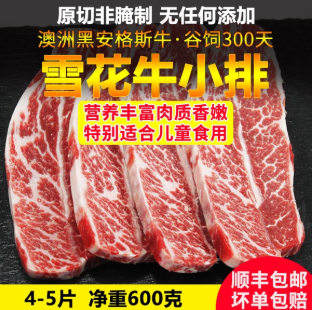 原切非腌制 无任何添加
澳洲黑安格斯牛·谷饲300天
雪花牛小排
营养丰富肉质香嫩
特别适合儿童食用
顺丰包邮
坏单包赔
4-5片 净重600克